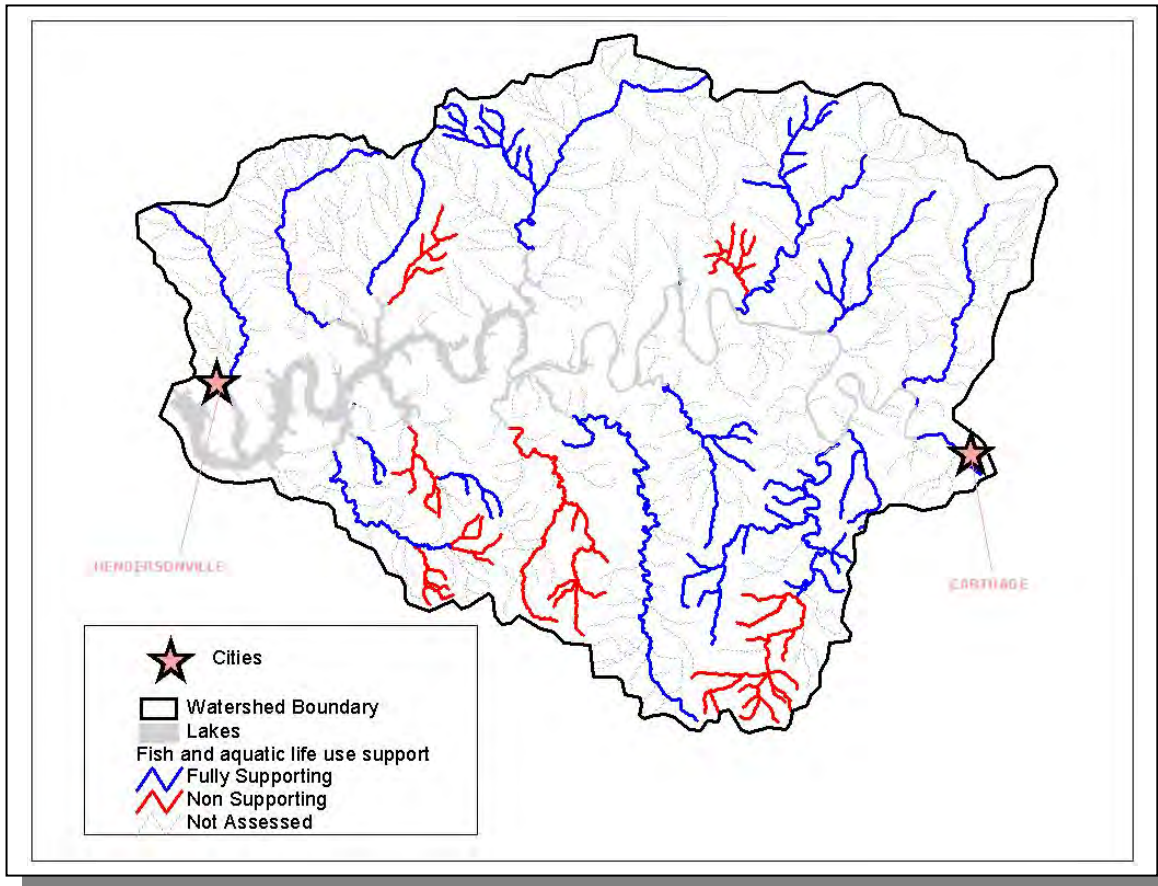 HENDERSONVILLE
CARTHAGE
Cities
Watershed Boundary
Lakes
Fish and aquatic life use support
Fully Supporting
Non Supporting
Not Assessed